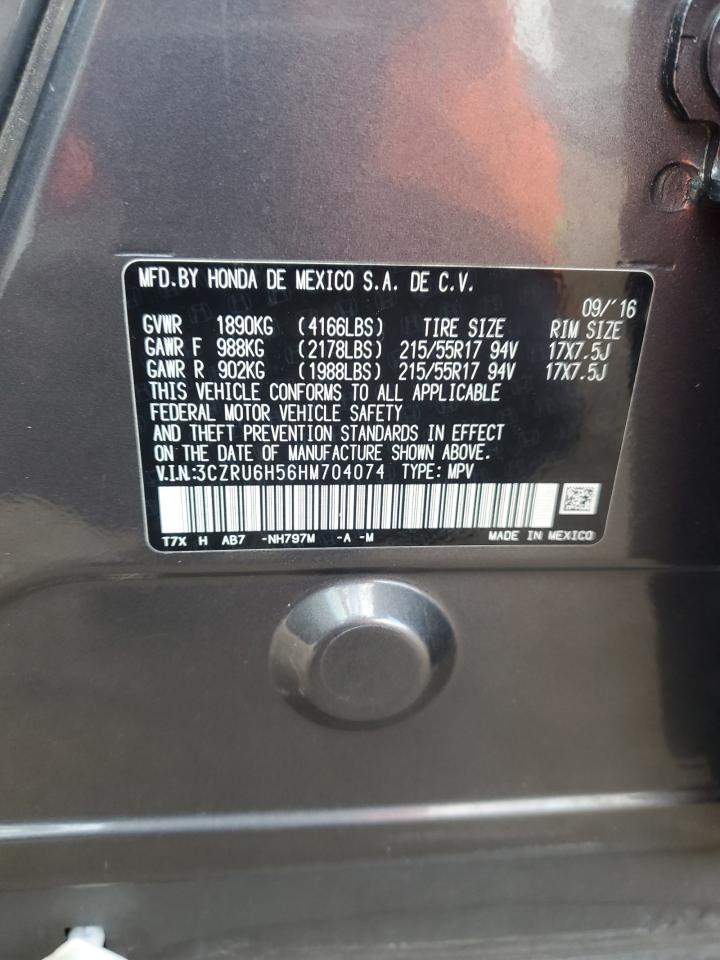 MFD.BY HONDA DE MEXICO S.A. DE C.V.
09/'16
GVWR 1890KG (4166LBS) TIRE SIZE RIM SIZE
GAWR F 988KG (2178LBS) 215/55R17 94V 17X7.5J
GAWR R 902KG (1988LBS) 215/55R17 94V 17X7.5J
THIS VEHICLE CONFORMS TO ALL APPLICABLE
FEDERAL MOTOR VEHICLE SAFETY
AND THEFT PREVENTION STANDARDS IN EFFECT
ON THE DATE OF MANUFACTURE SHOWN ABOVE.
V.I.N:3CZRU6H56HM704074 TYPE: MPV
T7X H AB7 -NH797M -A -M MADE IN MEXICO